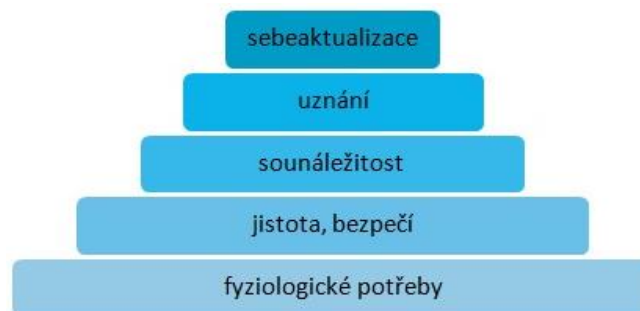 sebeaktualizace
uznání
sounáležitost
jistota, bezpečí
fyziologické potřeby